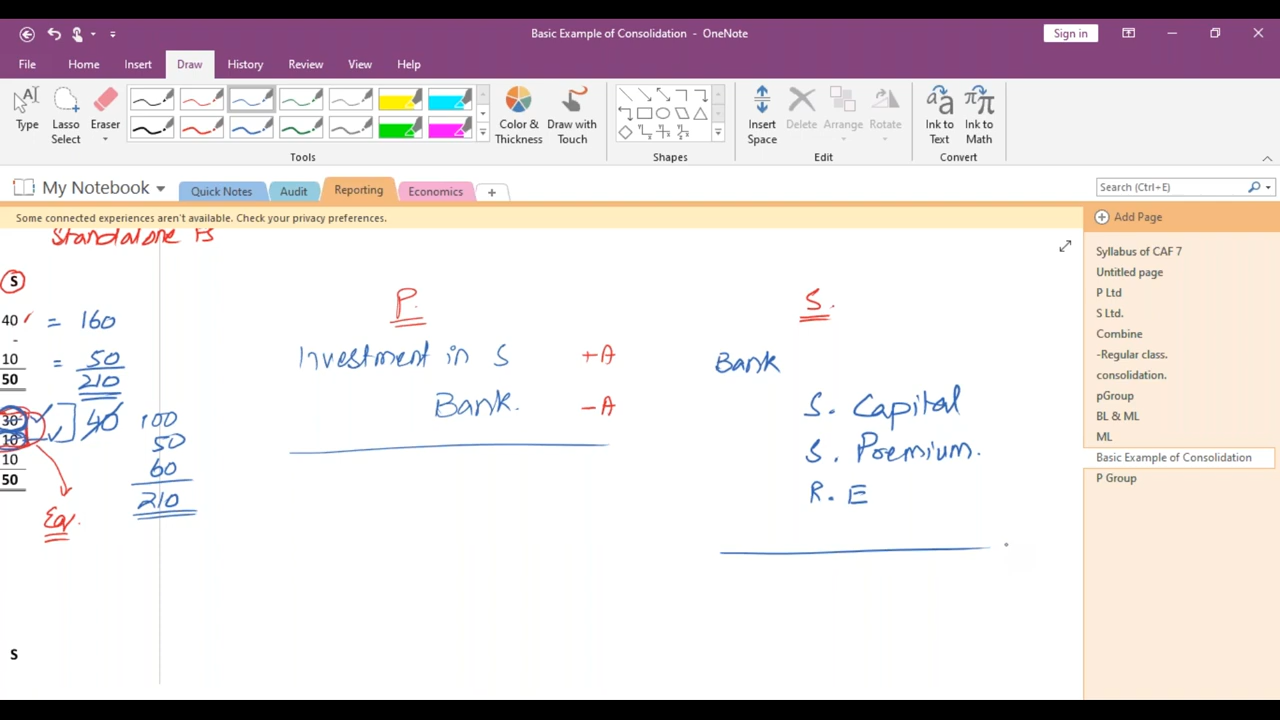 Basic Example of Consolidation - OneNote
Sign in
File Home Insert Draw History Review View Help
Type
Lasso Select
Eraser
Color & Thickness
Draw with Touch
Insert Space
Delete
Arrange
Rotate
Ink to Text
Ink to Math
Tools
Shapes
Edit
Convert
My Notebook
Quick Notes
Audit
Reporting
Economics
Search (Ctrl+E)
Some connected experiences aren't available. Check your privacy preferences.
Add Page
Syllabus of CAF 7
Untitled page
P Ltd
S Ltd.
Combine
-Regular class.
consolidation.
pGroup
BL & ML
ML
Basic Example of Consolidation
P Group
Standalone FS
S
40 = 160
-
10 = 50
50 210
30 40 100
10 50
10 60
50 210
Eq.
S
P.
Investment in S +A
Bank. -A
S.
Bank
S. Capital
S. Premium.
R. E